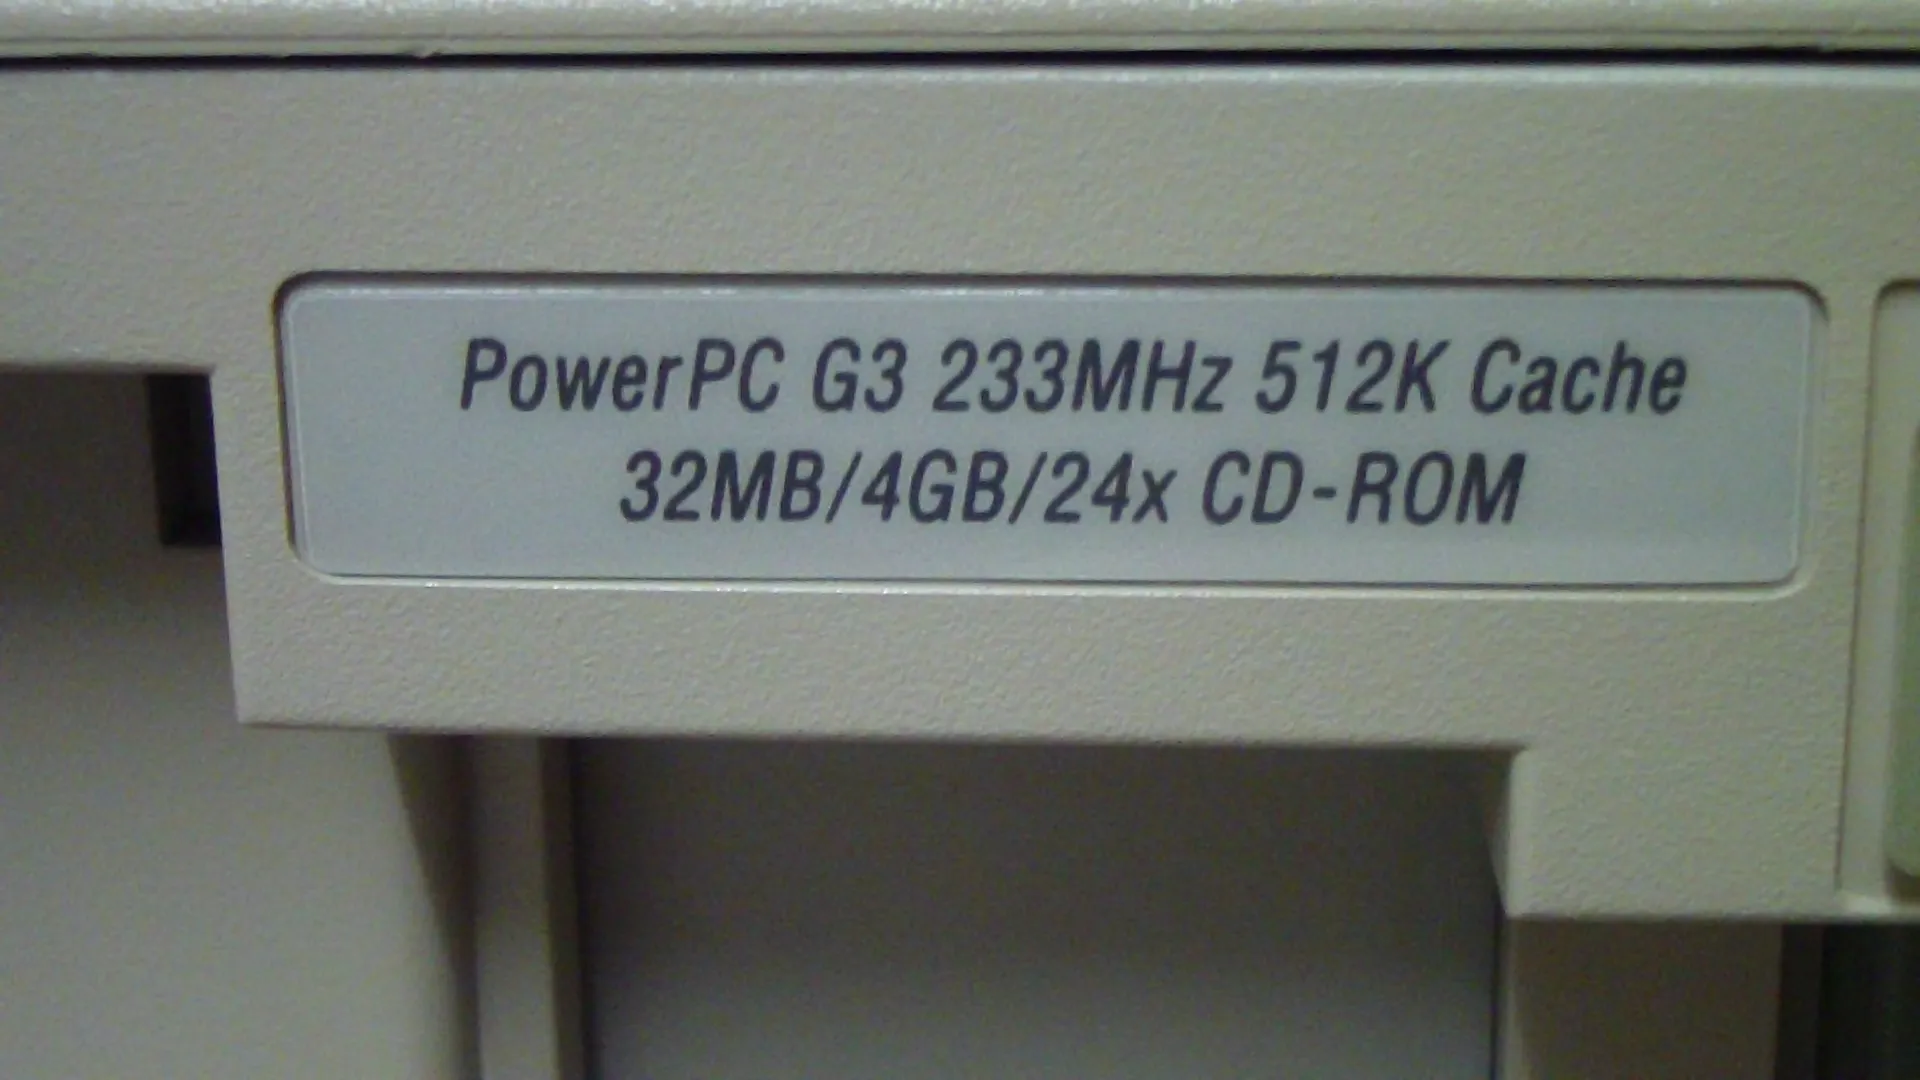 PowerPC G3 233MHz 512K Cache
32MB/4GB/24x CD-ROM